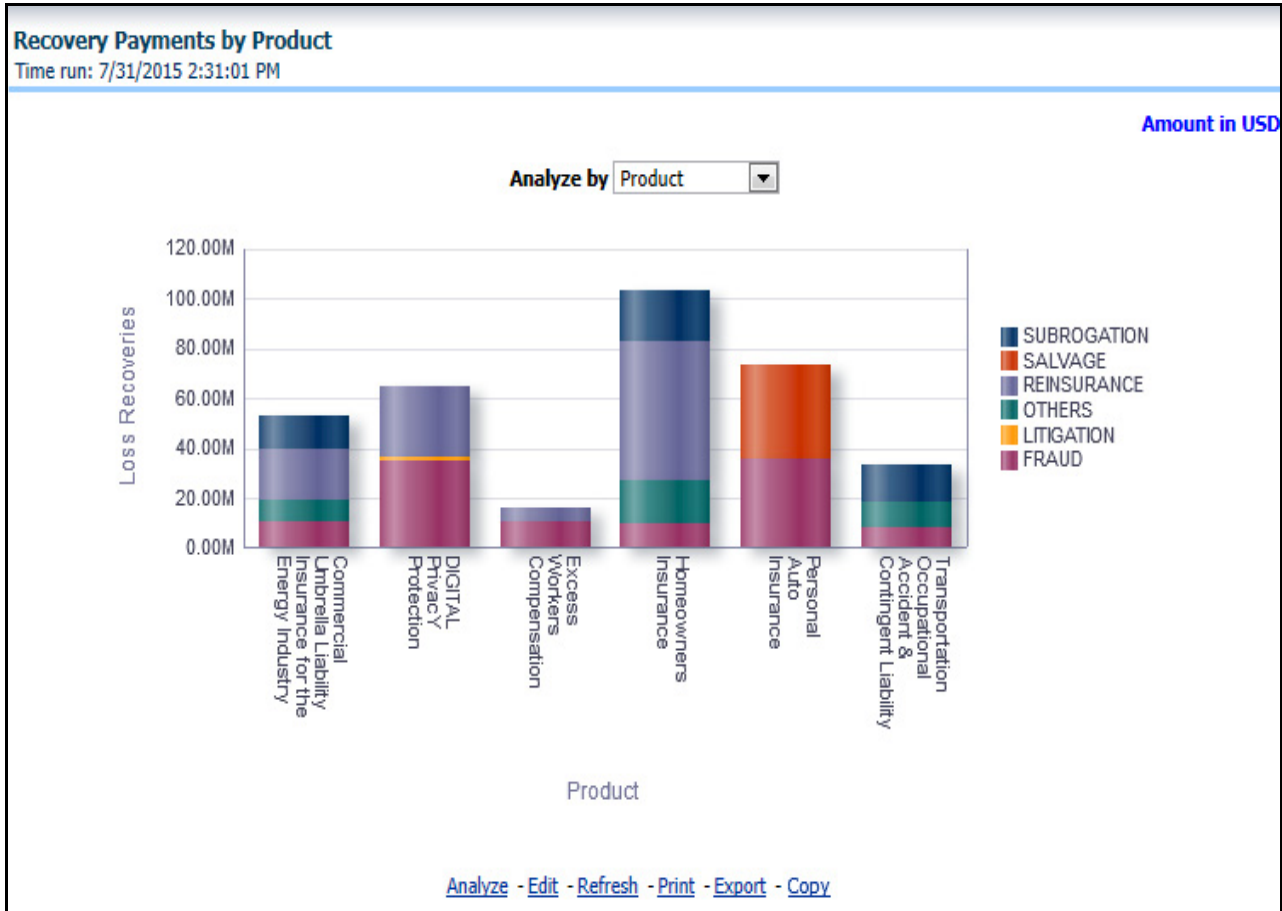 Recovery Payments by Product
Time run: 7/31/2015 2:31:01 PM
Amount in USD
Analyze by Product
120.00M
100.00M
80.00M
60.00M
40.00M
20.00M
0.00M
Loss Recoveries
SUBROGATION
SALVAGE
REINSURANCE
OTHERS
LITIGATION
FRAUD
Commercial
Umbrella Liability
Insurance for the
Energy Industry
DIGITAL
PrivacY
Protection
Excess
Workers
Compensation
Homeowners
Insurance
Personal
Auto
Insurance
Transportation
Occupational
Accident &
Contingent Liability
Product
Analyze - Edit - Refresh - Print - Export - Copy